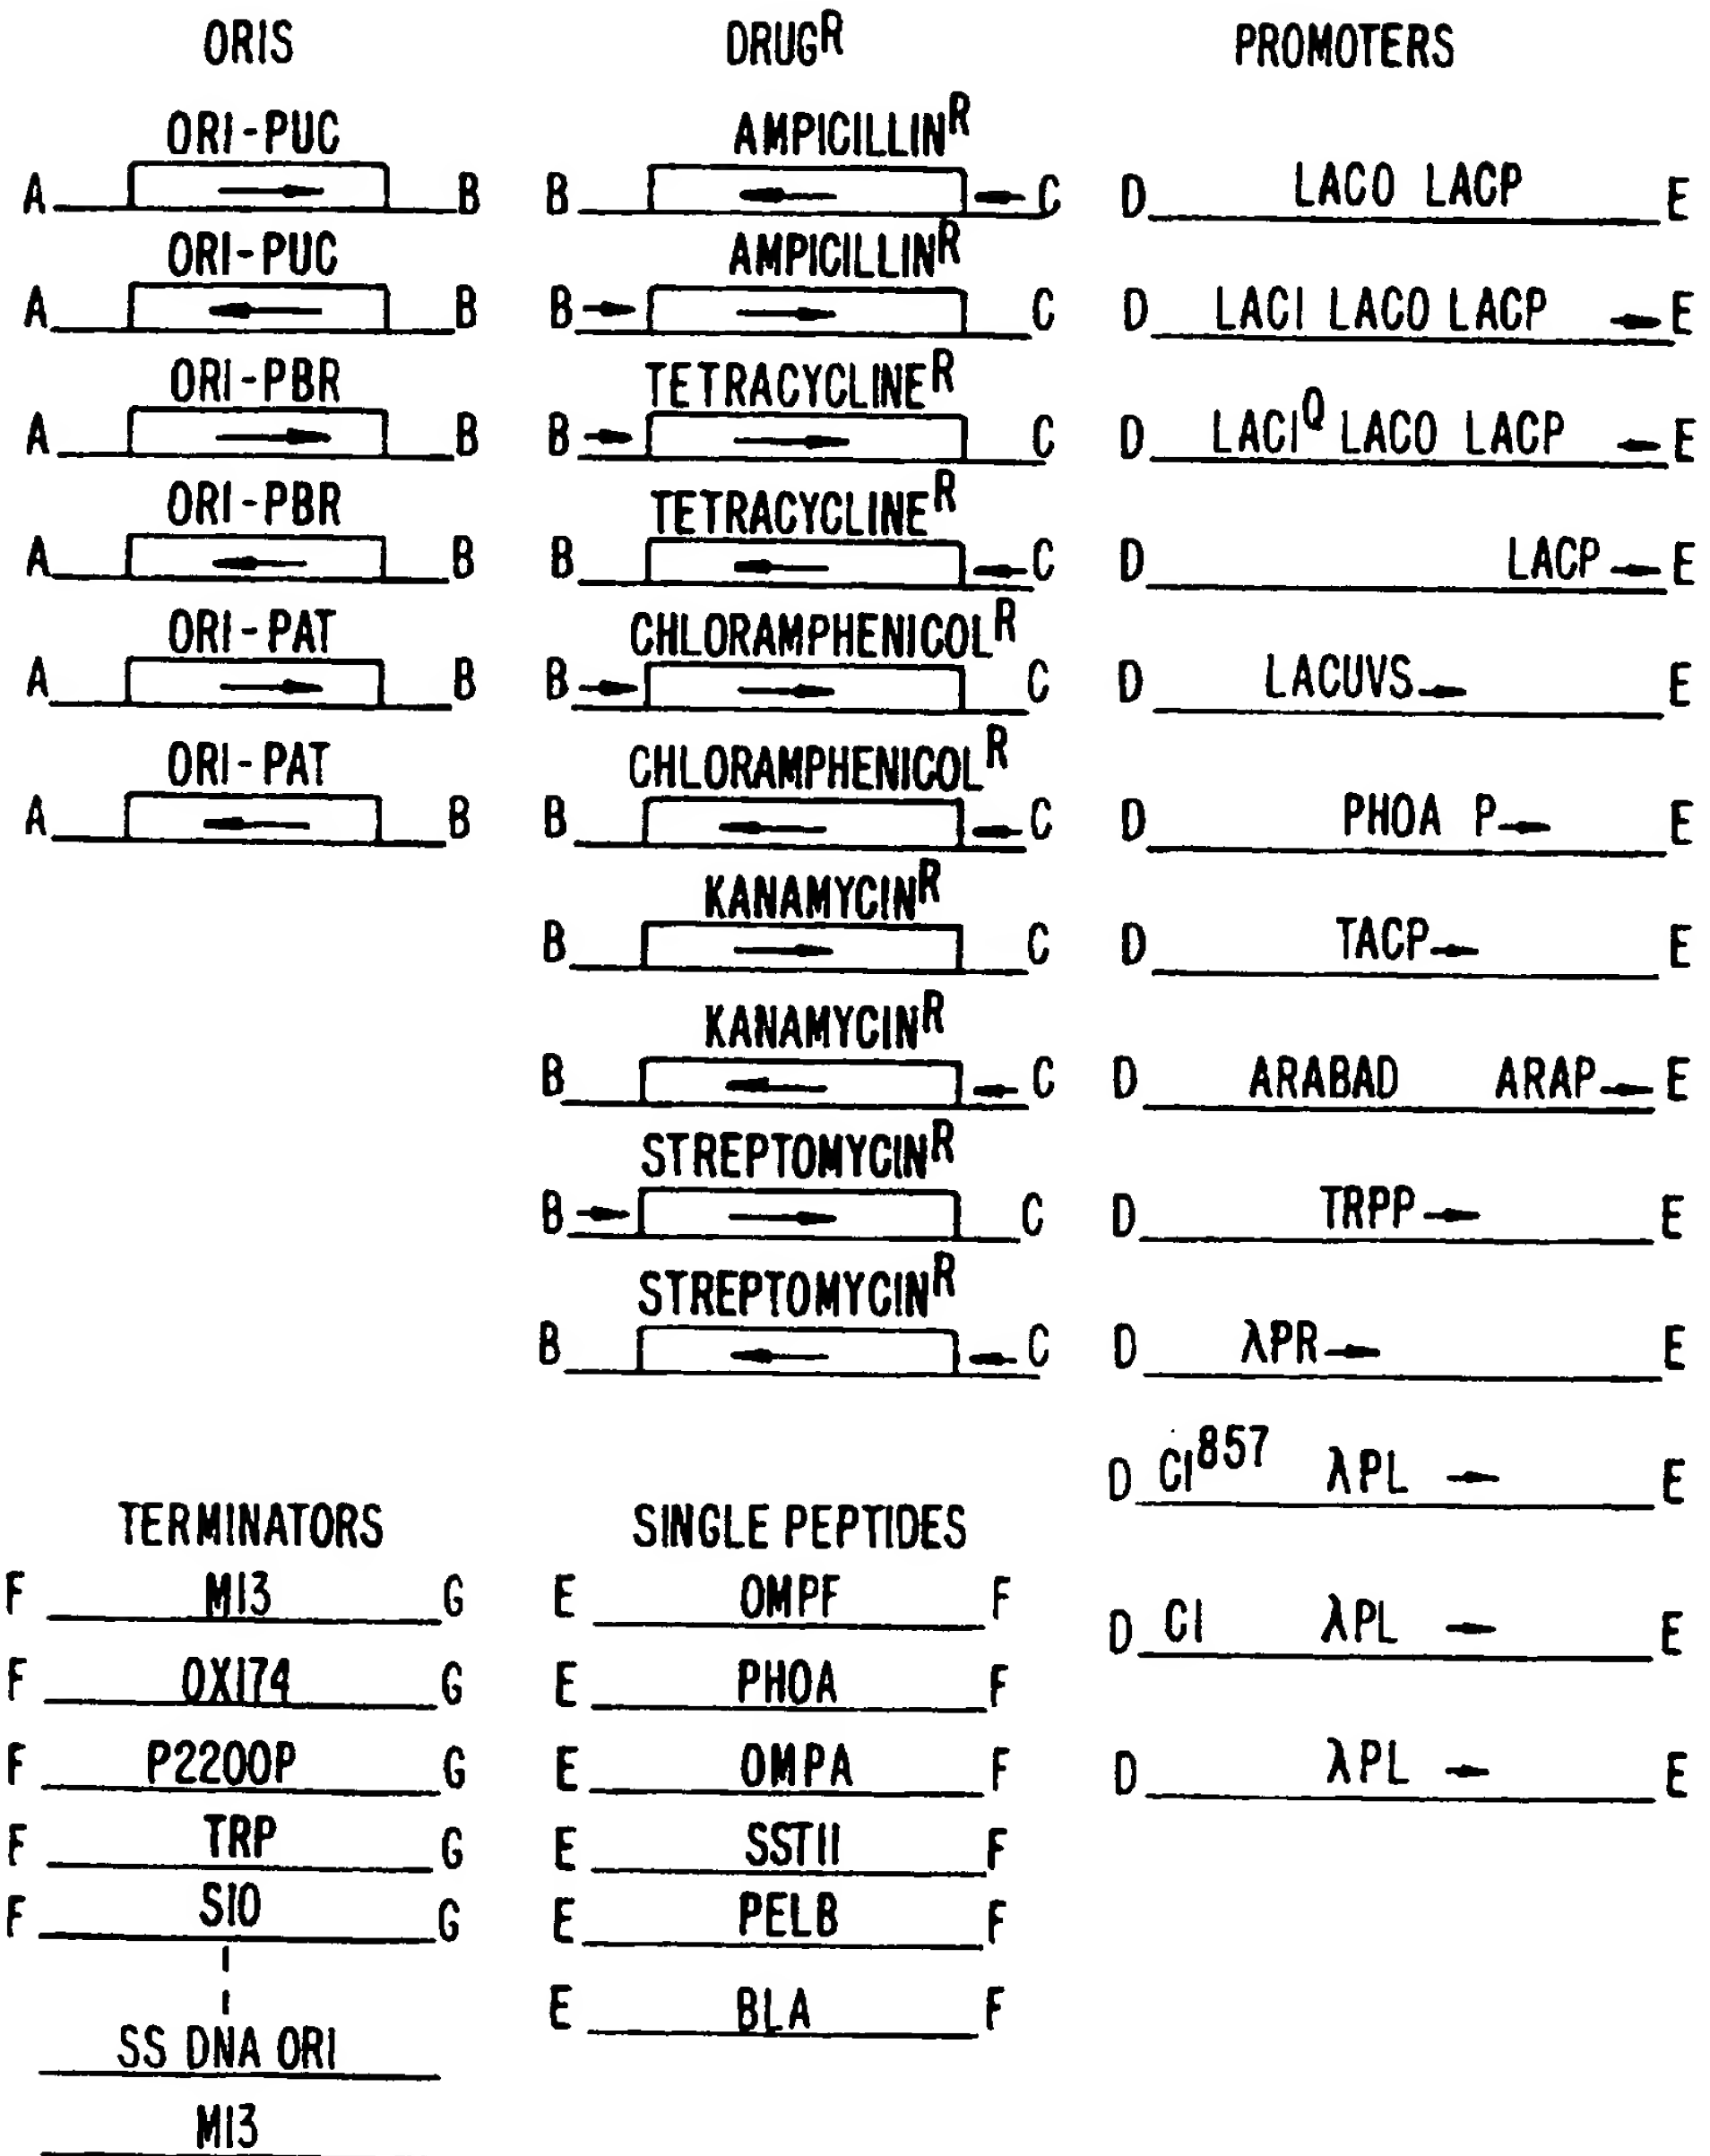 ORIS
ORI-PUC
A B
ORI-PUC
A B
ORI-PBR
A B
ORI-PBR
A B
ORI-PAT
A B
ORI-PAT
A B
DRUGR
AMPICILLINR
B C
AMPICILLINR
B C
TETRACYCLINER
B C
TETRACYCLINER
B C
CHLORAMPHENICOLR
B C
CHLORAMPHENICOLR
B C
KANAMYCINR
B C
KANAMYCINR
B C
STREPTOMYCINR
B C
STREPTOMYCINR
B C
PROMOTERS
D LACO LACP E
D LACI LACO LACP E
D LACIQ LACO LACP E
D LACP E
D LACUVS E
D PHOA P E
D TACP E
D ARABAD ARAP E
D TRPP E
D λPR E
D CI857 λPL E
D CI λPL E
D λPL E
TERMINATORS
F M13 G
F OX174 G
F P2200P G
F TRP G
F S10 G
SS DNA ORI
M13
SINGLE PEPTIDES
E OMPF F
E PHOA F
E OMPA F
E SSTII F
E PELB F
E BLA F